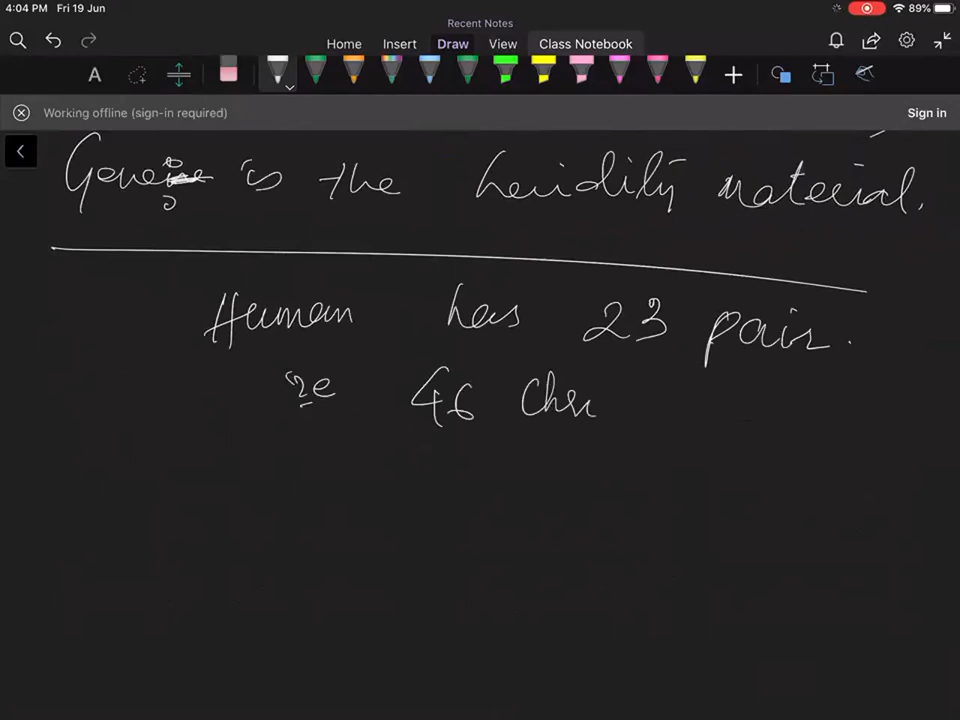 4:04 PM Fri 19 Jun
89%
Recent Notes
Home Insert Draw View Class Notebook
A
Working offline (sign-in required) Sign in
is the heridity material.
Human has 23 pair.
ie 46 Chr